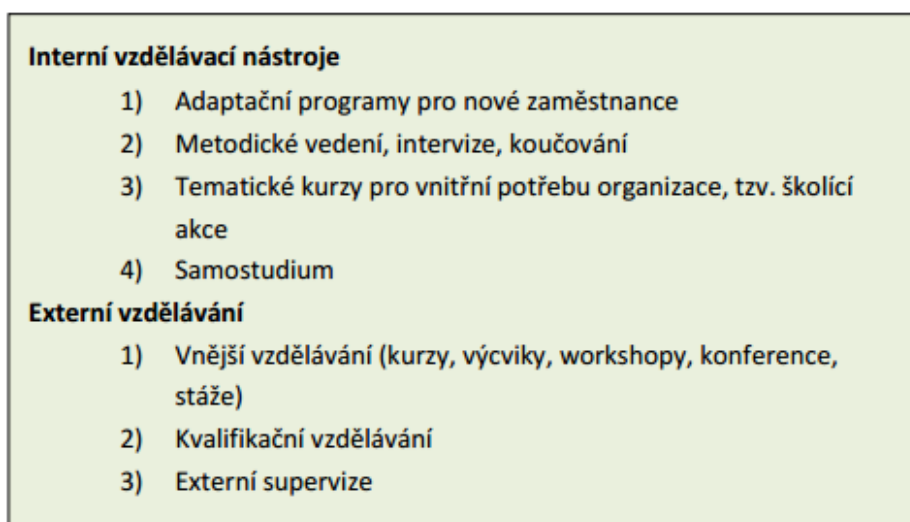 Interní vzdělávací nástroje
1) Adaptační programy pro nové zaměstnance
2) Metodické vedení, intervize, koučování
3) Tematické kurzy pro vnitřní potřebu organizace, tzv. školící
akce
4) Samostudium
Externí vzdělávání
1) Vnější vzdělávání (kurzy, výcviky, workshopy, konference,
stáže)
2) Kvalifikační vzdělávání
3) Externí supervize